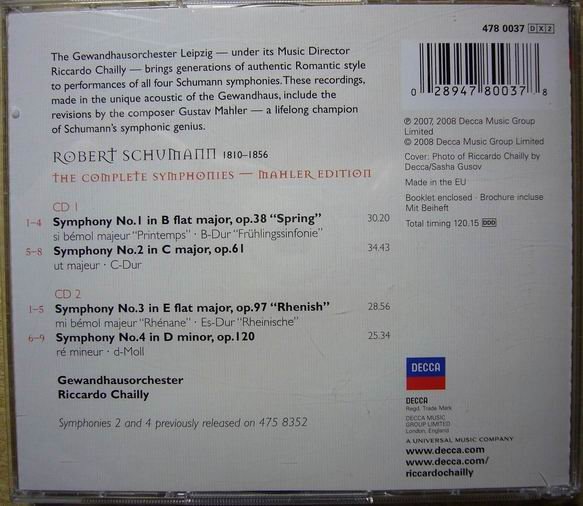 478 0037 DX2
The Gewandhausorchester Leipzig — under its Music Director
Riccardo Chailly — brings generations of authentic Romantic style
to performances of all four Schumann symphonies. These recordings,
made in the unique acoustic of the Gewandhaus, include the
revisions by the composer Gustav Mahler — a lifelong champion
of Schumann's symphonic genius.
ROBERT SCHUMANN 1810–1856
THE COMPLETE SYMPHONIES — MAHLER EDITION
CD 1
1–4 Symphony No.1 in B flat major, op.38 “Spring” 30.20
si bémol majeur “Printemps” · B-Dur “Frühlingssinfonie”
5–8 Symphony No.2 in C major, op.61 34.43
ut majeur · C-Dur
CD 2
1–5 Symphony No.3 in E flat major, op.97 “Rhenish” 28.56
mi bémol majeur “Rhénane” · Es-Dur “Rheinische”
6–9 Symphony No.4 in D minor, op.120 25.34
ré mineur · d-Moll
Gewandhausorchester
Riccardo Chailly
Symphonies 2 and 4 previously released on 475 8352
0 28947 80037 8
℗ 2007, 2008 Decca Music Group
Limited
© 2008 Decca Music Group Limited
Cover: Photo of Riccardo Chailly by
Decca/Sasha Gusov
Made in the EU
Booklet enclosed · Brochure incluse
Mit Beiheft
Total timing 120.15 DDD
DECCA
DECCA
Regd. Trade Mark
DECCA MUSIC
GROUP LIMITED
London, England
A UNIVERSAL MUSIC COMPANY
www.decca.com
www.decca.com/
riccardochailly